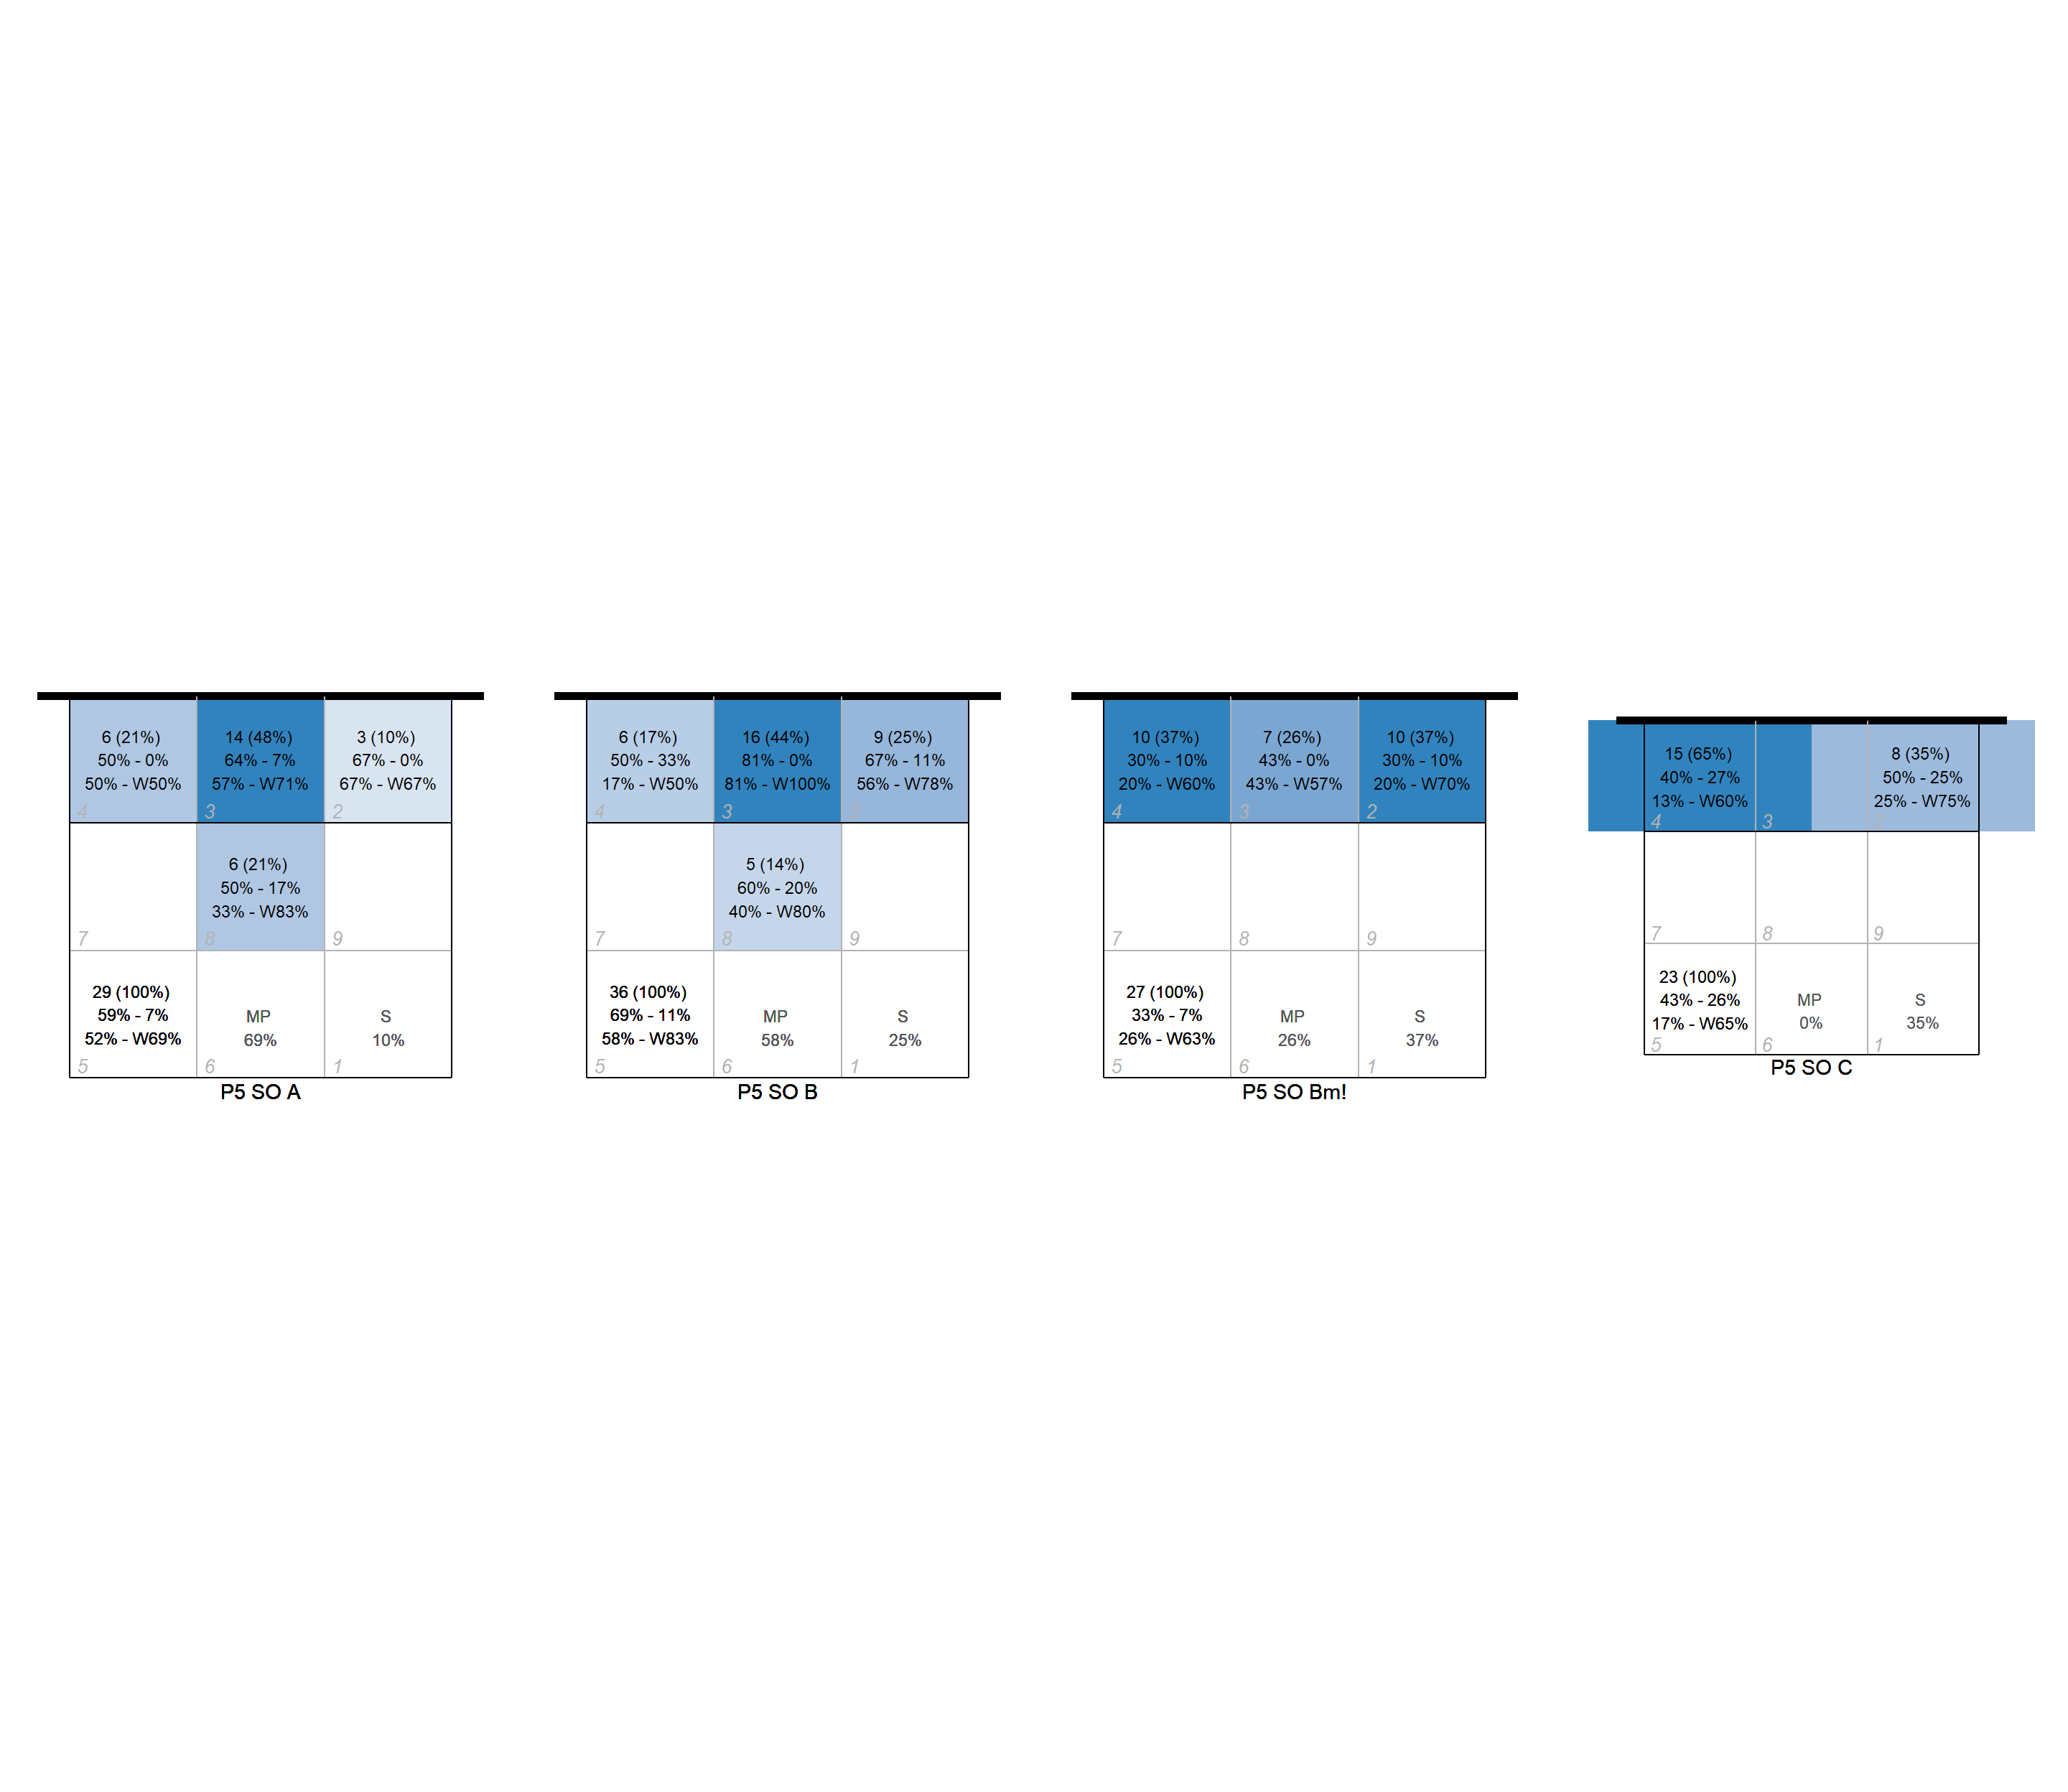 6 (21%)
50% - 0%
50% - W50%
4
14 (48%)
64% - 7%
57% - W71%
3
3 (10%)
67% - 0%
67% - W67%
2
7
6 (21%)
50% - 17%
33% - W83%
8
9
29 (100%)
59% - 7%
52% - W69%
5
MP
69%
6
S
10%
1
P5 SO A
6 (17%)
50% - 33%
17% - W50%
4
16 (44%)
81% - 0%
81% - W100%
3
9 (25%)
67% - 11%
56% - W78%
7
5 (14%)
60% - 20%
40% - W80%
8
9
36 (100%)
69% - 11%
58% - W83%
5
MP
58%
6
S
25%
1
P5 SO B
10 (37%)
30% - 10%
20% - W60%
4
7 (26%)
43% - 0%
43% - W57%
3
10 (37%)
30% - 10%
20% - W70%
2
7
8
9
27 (100%)
33% - 7%
26% - W63%
5
MP
26%
6
S
37%
1
P5 SO Bm!
15 (65%)
40% - 27%
13% - W60%
4
3
8 (35%)
50% - 25%
25% - W75%
7
8
9
23 (100%)
43% - 26%
17% - W65%
5
MP
0%
6
S
35%
1
P5 SO C